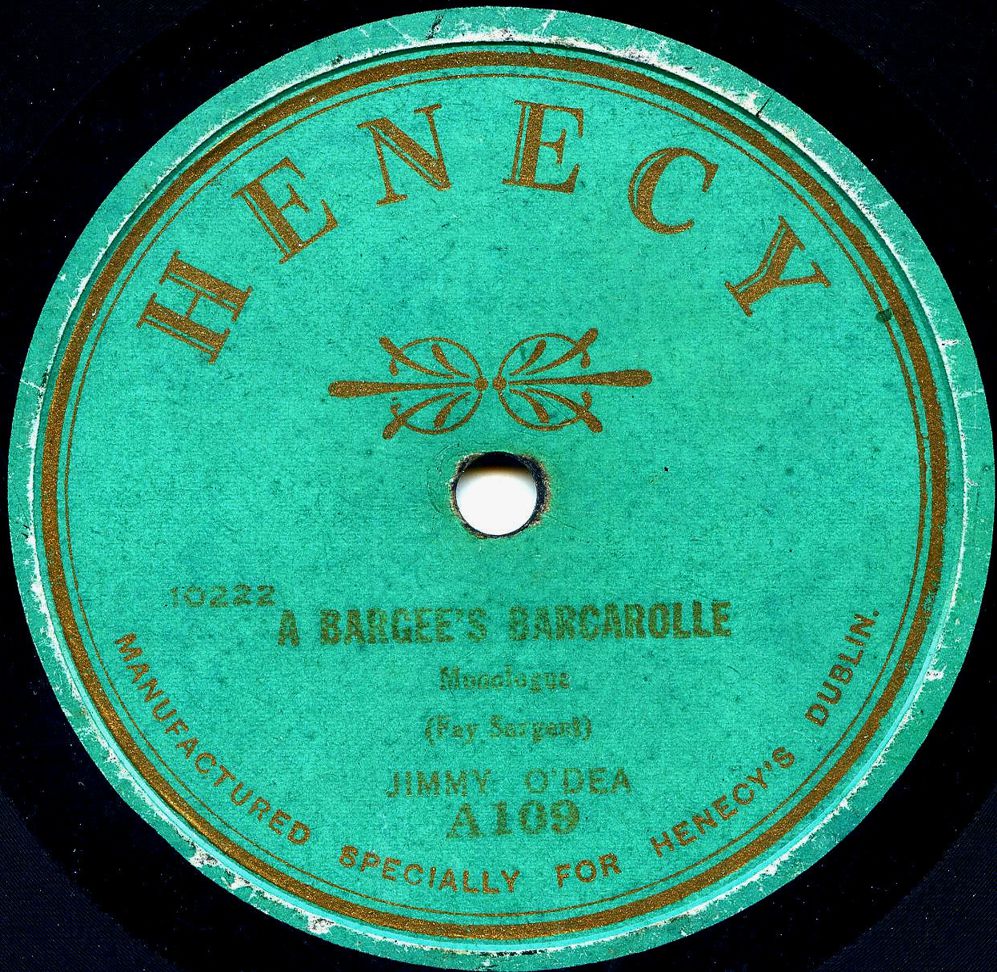 HENECY
10222
A BARGEE'S BARCAROLLE
Monologue
(Fay Sargent)
JIMMY O'DEA
A109
MANUFACTURED SPECIALLY FOR HENECY'S DUBLIN.